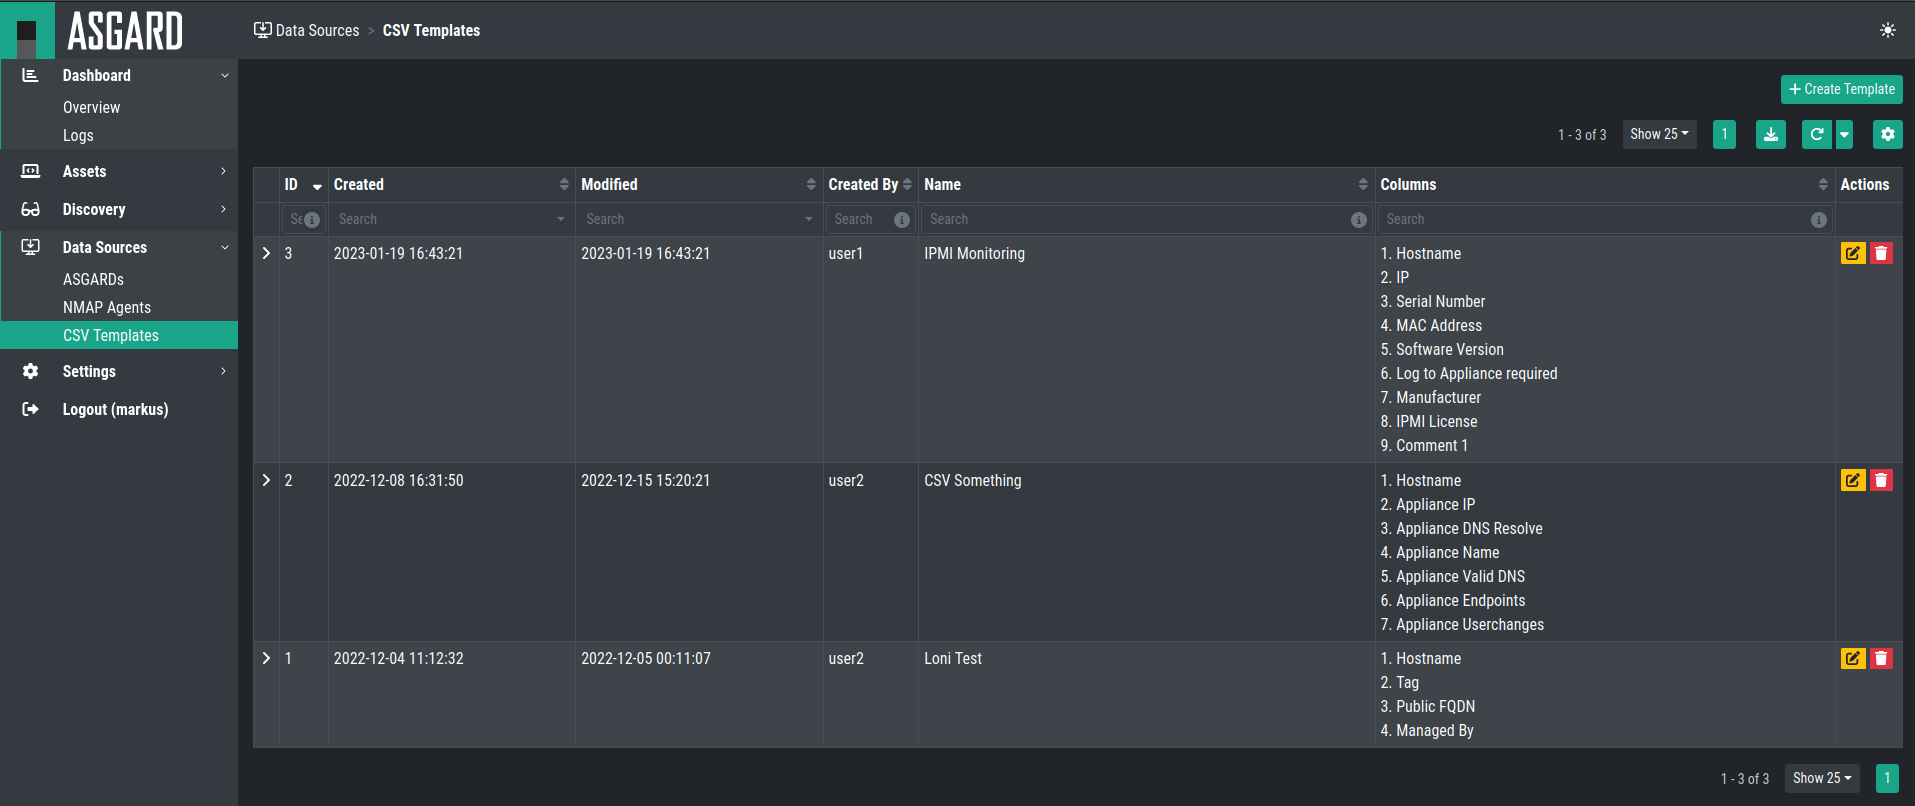 ASGARD
Data Sources > CSV Templates
Dashboard
Overview
Logs
Assets
Discovery
Data Sources
ASGARDs
NMAP Agents
CSV Templates
Settings
Logout (markus)
+ Create Template
1 - 3 of 3 Show 25 1
ID Created Modified Created By Name Columns Actions
Se Search Search Search Search Search
3 2023-01-19 16:43:21 2023-01-19 16:43:21 user1 IPMI Monitoring 1. Hostname
2. IP
3. Serial Number
4. MAC Address
5. Software Version
6. Log to Appliance required
7. Manufacturer
8. IPMI License
9. Comment 1
2 2022-12-08 16:31:50 2022-12-15 15:20:21 user2 CSV Something 1. Hostname
2. Appliance IP
3. Appliance DNS Resolve
4. Appliance Name
5. Appliance Valid DNS
6. Appliance Endpoints
7. Appliance Userchanges
1 2022-12-04 11:12:32 2022-12-05 00:11:07 user2 Loni Test 1. Hostname
2. Tag
3. Public FQDN
4. Managed By
1 - 3 of 3 Show 25 1